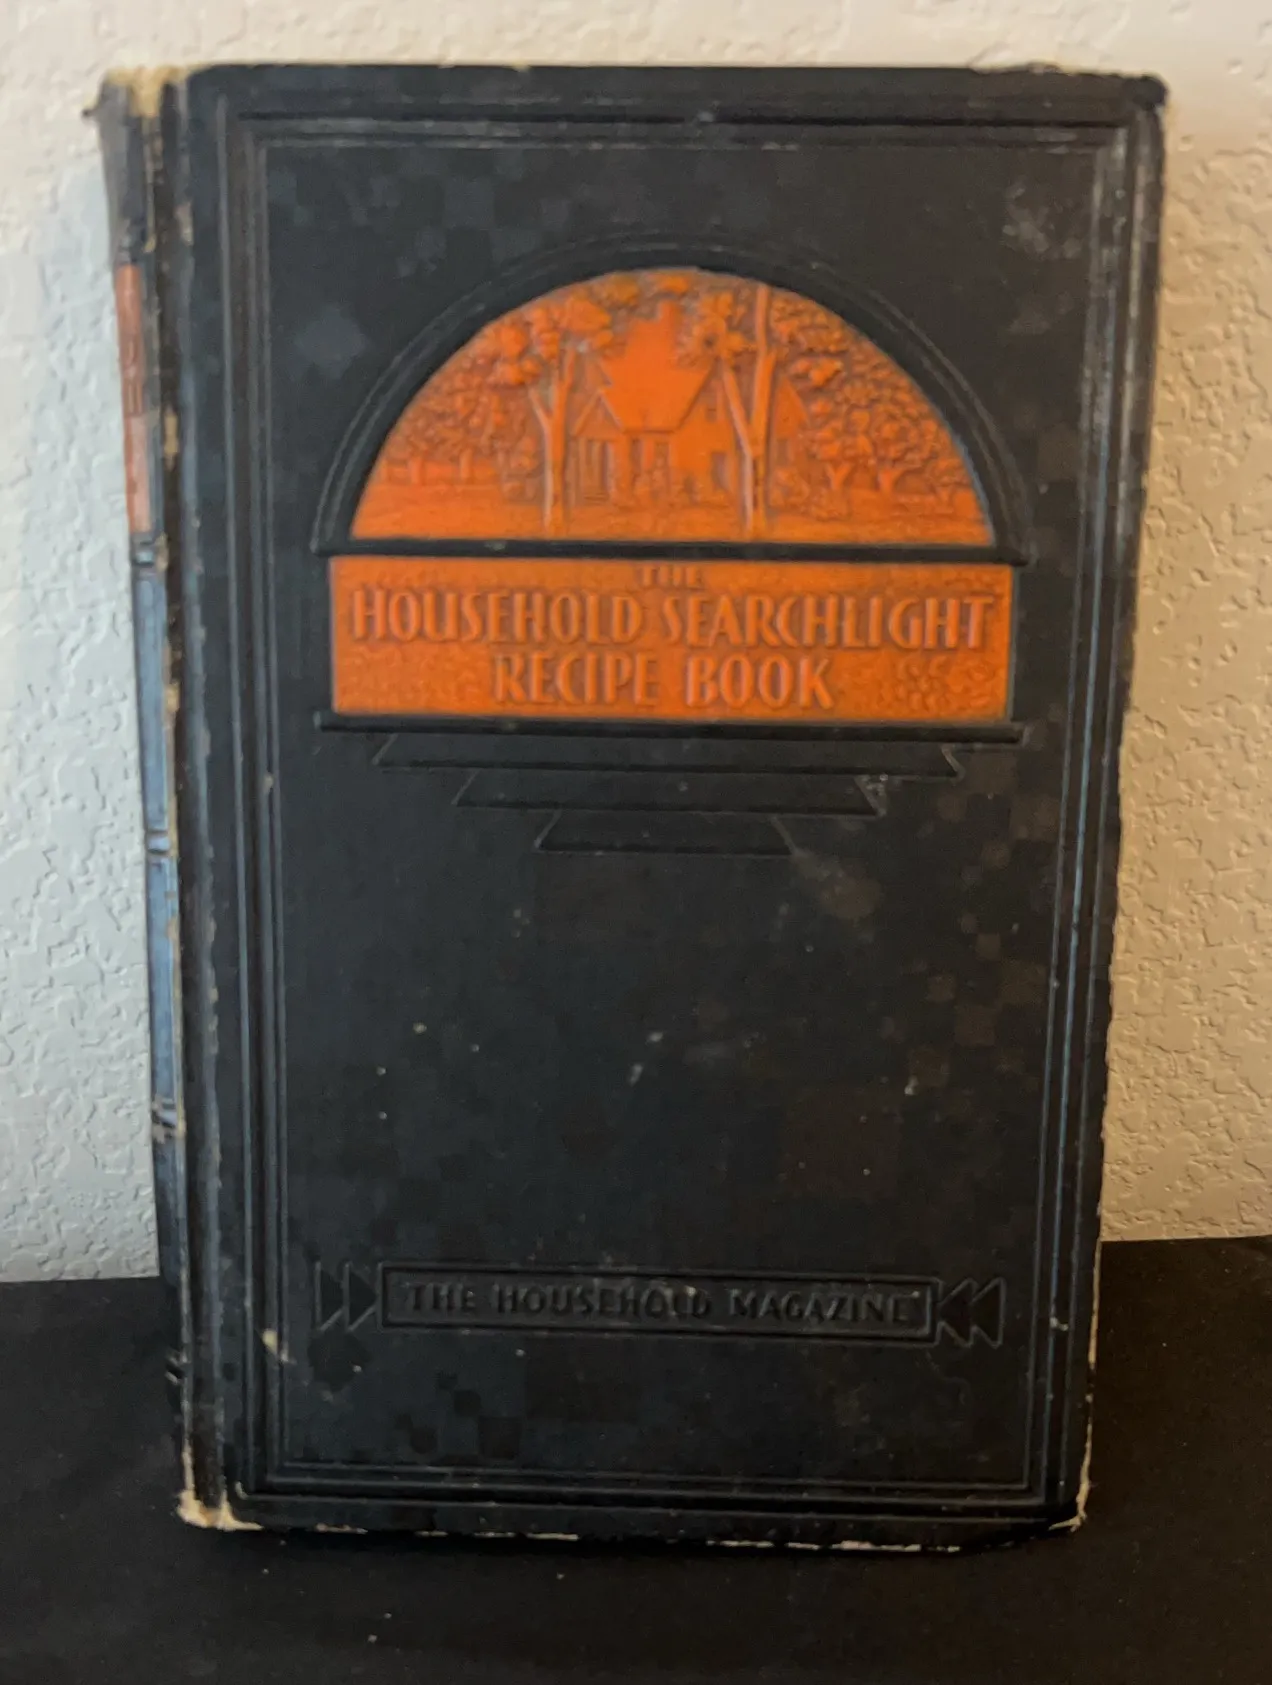 THE
HOUSEHOLD SEARCHLIGHT
RECIPE BOOK
THE HOUSEHOLD MAGAZINE